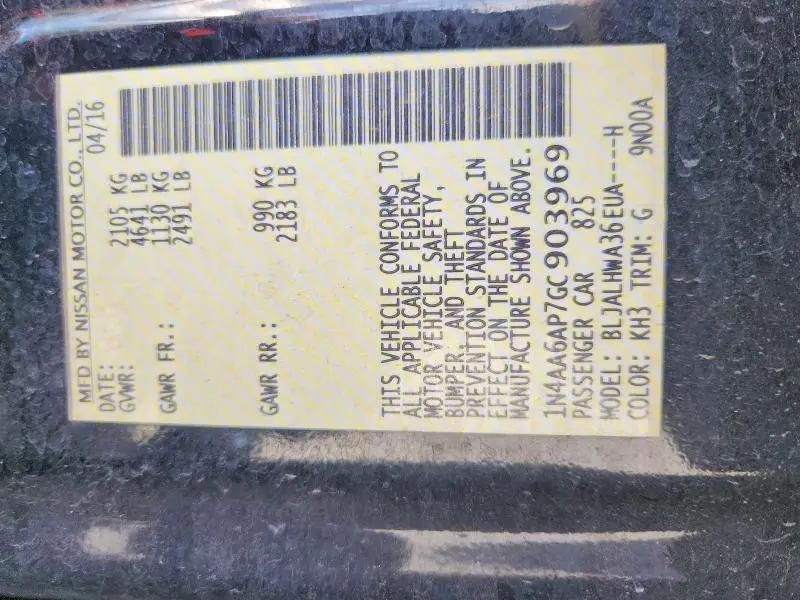 MFD BY NISSAN MOTOR CO., LTD.
DATE: 04/16
GVWR: 2105 KG
4641 LB
GAWR FR.: 1130 KG
2491 LB
GAWR RR.: 990 KG
2183 LB
THIS VEHICLE CONFORMS TO
ALL APPLICABLE FEDERAL
MOTOR VEHICLE SAFETY,
BUMPER, AND THEFT
PREVENTION STANDARDS IN
EFFECT ON THE DATE OF
MANUFACTURE SHOWN ABOVE.
1N4AA6AP7GC903969
PASSENGER CAR 825
MODEL: BLJALHWA36EUA----H
COLOR: KH3 TRIM: G 9N00A